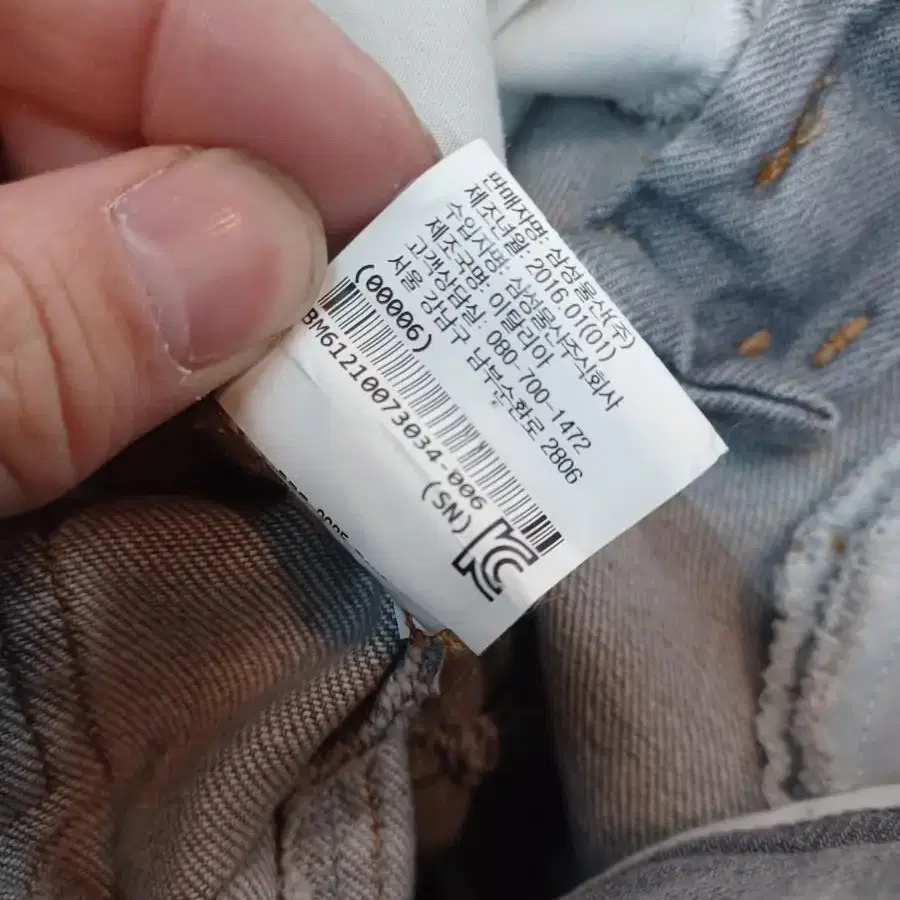 판매자명: 삼성물산(주)
제조년월: 2016.01(01)
수입자명: 삼성물산주식회사
제조국명: 이탈리아
고객상담실: 080-700-1472
서울 강남구 남부순환로 2806
(00006)
BM61210073034-006
(SN)
KC